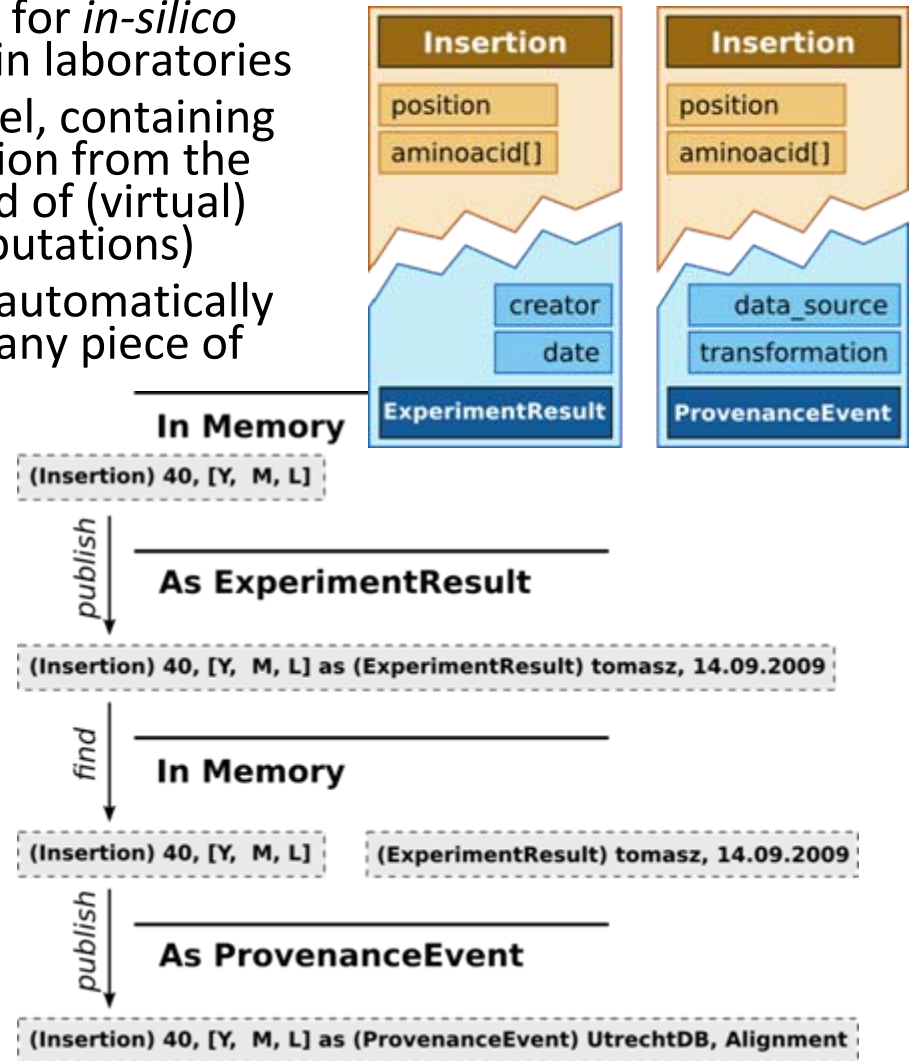 for in-silico
in laboratories
el, containing
ion from the
d of (virtual)
outations)
automatically
any piece of
Insertion
position
aminoacid[]
creator
date
ExperimentResult
Insertion
position
aminoacid[]
data_source
transformation
ProvenanceEvent
In Memory
(Insertion) 40, [Y, M, L]
publish
As ExperimentResult
(Insertion) 40, [Y, M, L] as (ExperimentResult) tomasz, 14.09.2009
find
In Memory
(Insertion) 40, [Y, M, L]
(ExperimentResult) tomasz, 14.09.2009
publish
As ProvenanceEvent
(Insertion) 40, [Y, M, L] as (ProvenanceEvent) UtrechtDB, Alignment